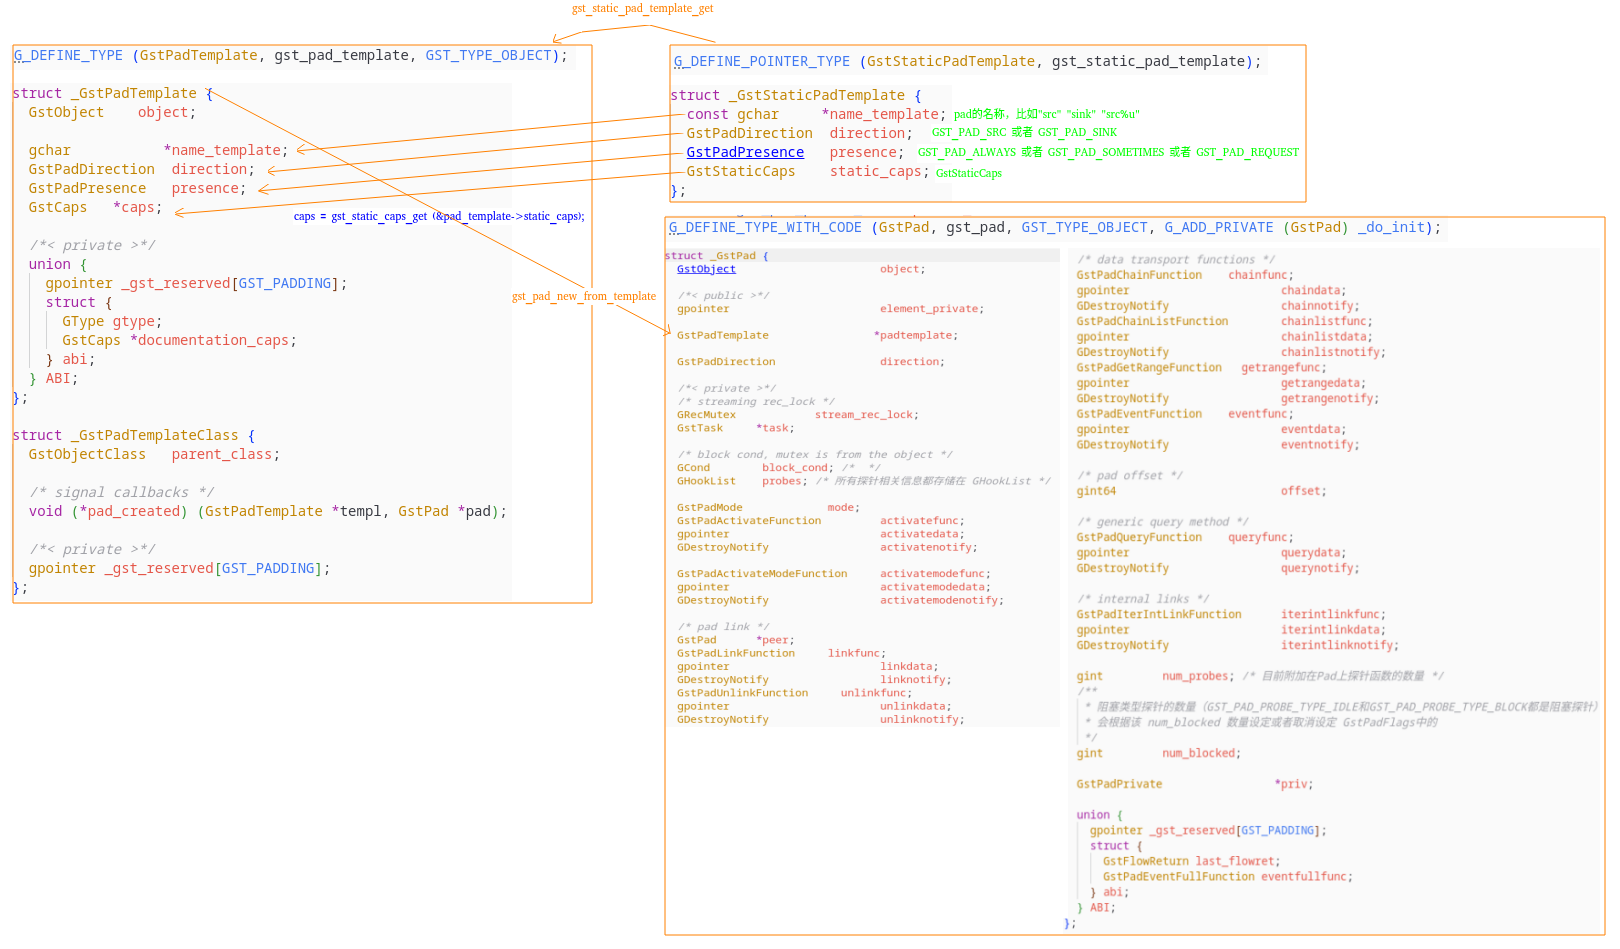 gst_static_pad_template_get
G_DEFINE_TYPE (GstPadTemplate, gst_pad_template, GST_TYPE_OBJECT);
struct _GstPadTemplate {
GstObject object;
gchar *name_template;
GstPadDirection direction;
GstPadPresence presence;
GstCaps *caps;
caps = gst_static_caps_get (&pad_template->static_caps);
/*< private >*/
union {
gpointer _gst_reserved[GST_PADDING];
struct {
GType gtype;
GstCaps *documentation_caps;
} abi;
} ABI;
};
struct _GstPadTemplateClass {
GstObjectClass parent_class;
/* signal callbacks */
void (*pad_created) (GstPadTemplate *templ, GstPad *pad);
/*< private >*/
gpointer _gst_reserved[GST_PADDING];
};
gst_pad_new_from_template
G_DEFINE_POINTER_TYPE (GstStaticPadTemplate, gst_static_pad_template);
struct _GstStaticPadTemplate {
const gchar *name_template; pad的名称，比如"src" "sink" "src%u"
GstPadDirection direction; GST_PAD_SRC 或者 GST_PAD_SINK
GstPadPresence presence; GST_PAD_ALWAYS 或者 GST_PAD_SOMETIMES 或者 GST_PAD_REQUEST
GstStaticCaps static_caps; GstStaticCaps
};
G_DEFINE_TYPE_WITH_CODE (GstPad, gst_pad, GST_TYPE_OBJECT, G_ADD_PRIVATE (GstPad) _do_init);
struct _GstPad {
GstObject object;
/*< public >*/
gpointer element_private;
GstPadTemplate *padtemplate;
GstPadDirection direction;
/*< private >*/
/* streaming rec_lock */
GRecMutex stream_rec_lock;
GstTask *task;
/* block cond, mutex is from the object */
GCond block_cond; /* */
GHookList probes; /* 所有探针相关信息都存储在 GHookList */
GstPadMode mode;
GstPadActivateFunction activatefunc;
gpointer activatedata;
GDestroyNotify activatenotify;
GstPadActivateModeFunction activatemodefunc;
gpointer activatemodedata;
GDestroyNotify activatemodenotify;
/* pad link */
GstPad *peer;
GstPadLinkFunction linkfunc;
gpointer linkdata;
GDestroyNotify linknotify;
GstPadUnlinkFunction unlinkfunc;
gpointer unlinkdata;
GDestroyNotify unlinknotify;
/* data transport functions */
GstPadChainFunction chainfunc;
gpointer chaindata;
GDestroyNotify chainnotify;
GstPadChainListFunction chainlistfunc;
gpointer chainlistdata;
GDestroyNotify chainlistnotify;
GstPadGetRangeFunction getrangefunc;
gpointer getrangedata;
GDestroyNotify getrangenotify;
GstPadEventFunction eventfunc;
gpointer eventdata;
GDestroyNotify eventnotify;
/* pad offset */
gint64 offset;
/* generic query method */
GstPadQueryFunction queryfunc;
gpointer querydata;
GDestroyNotify querynotify;
/* internal links */
GstPadIterIntLinkFunction iterintlinkfunc;
gpointer iterintlinkdata;
GDestroyNotify iterintlinknotify;
gint num_probes; /* 目前附加在Pad上探针函数的数量 */
/**
* 阻塞类型探针的数量（GST_PAD_PROBE_TYPE_IDLE和GST_PAD_PROBE_TYPE_BLOCK都是阻塞探针）
* 会根据该 num_blocked 数量设定或者取消设定 GstPadFlags中的
*/
gint num_blocked;
GstPadPrivate *priv;
union {
gpointer _gst_reserved[GST_PADDING];
struct {
GstFlowReturn last_flowret;
GstPadEventFullFunction eventfullfunc;
} abi;
} ABI;
};